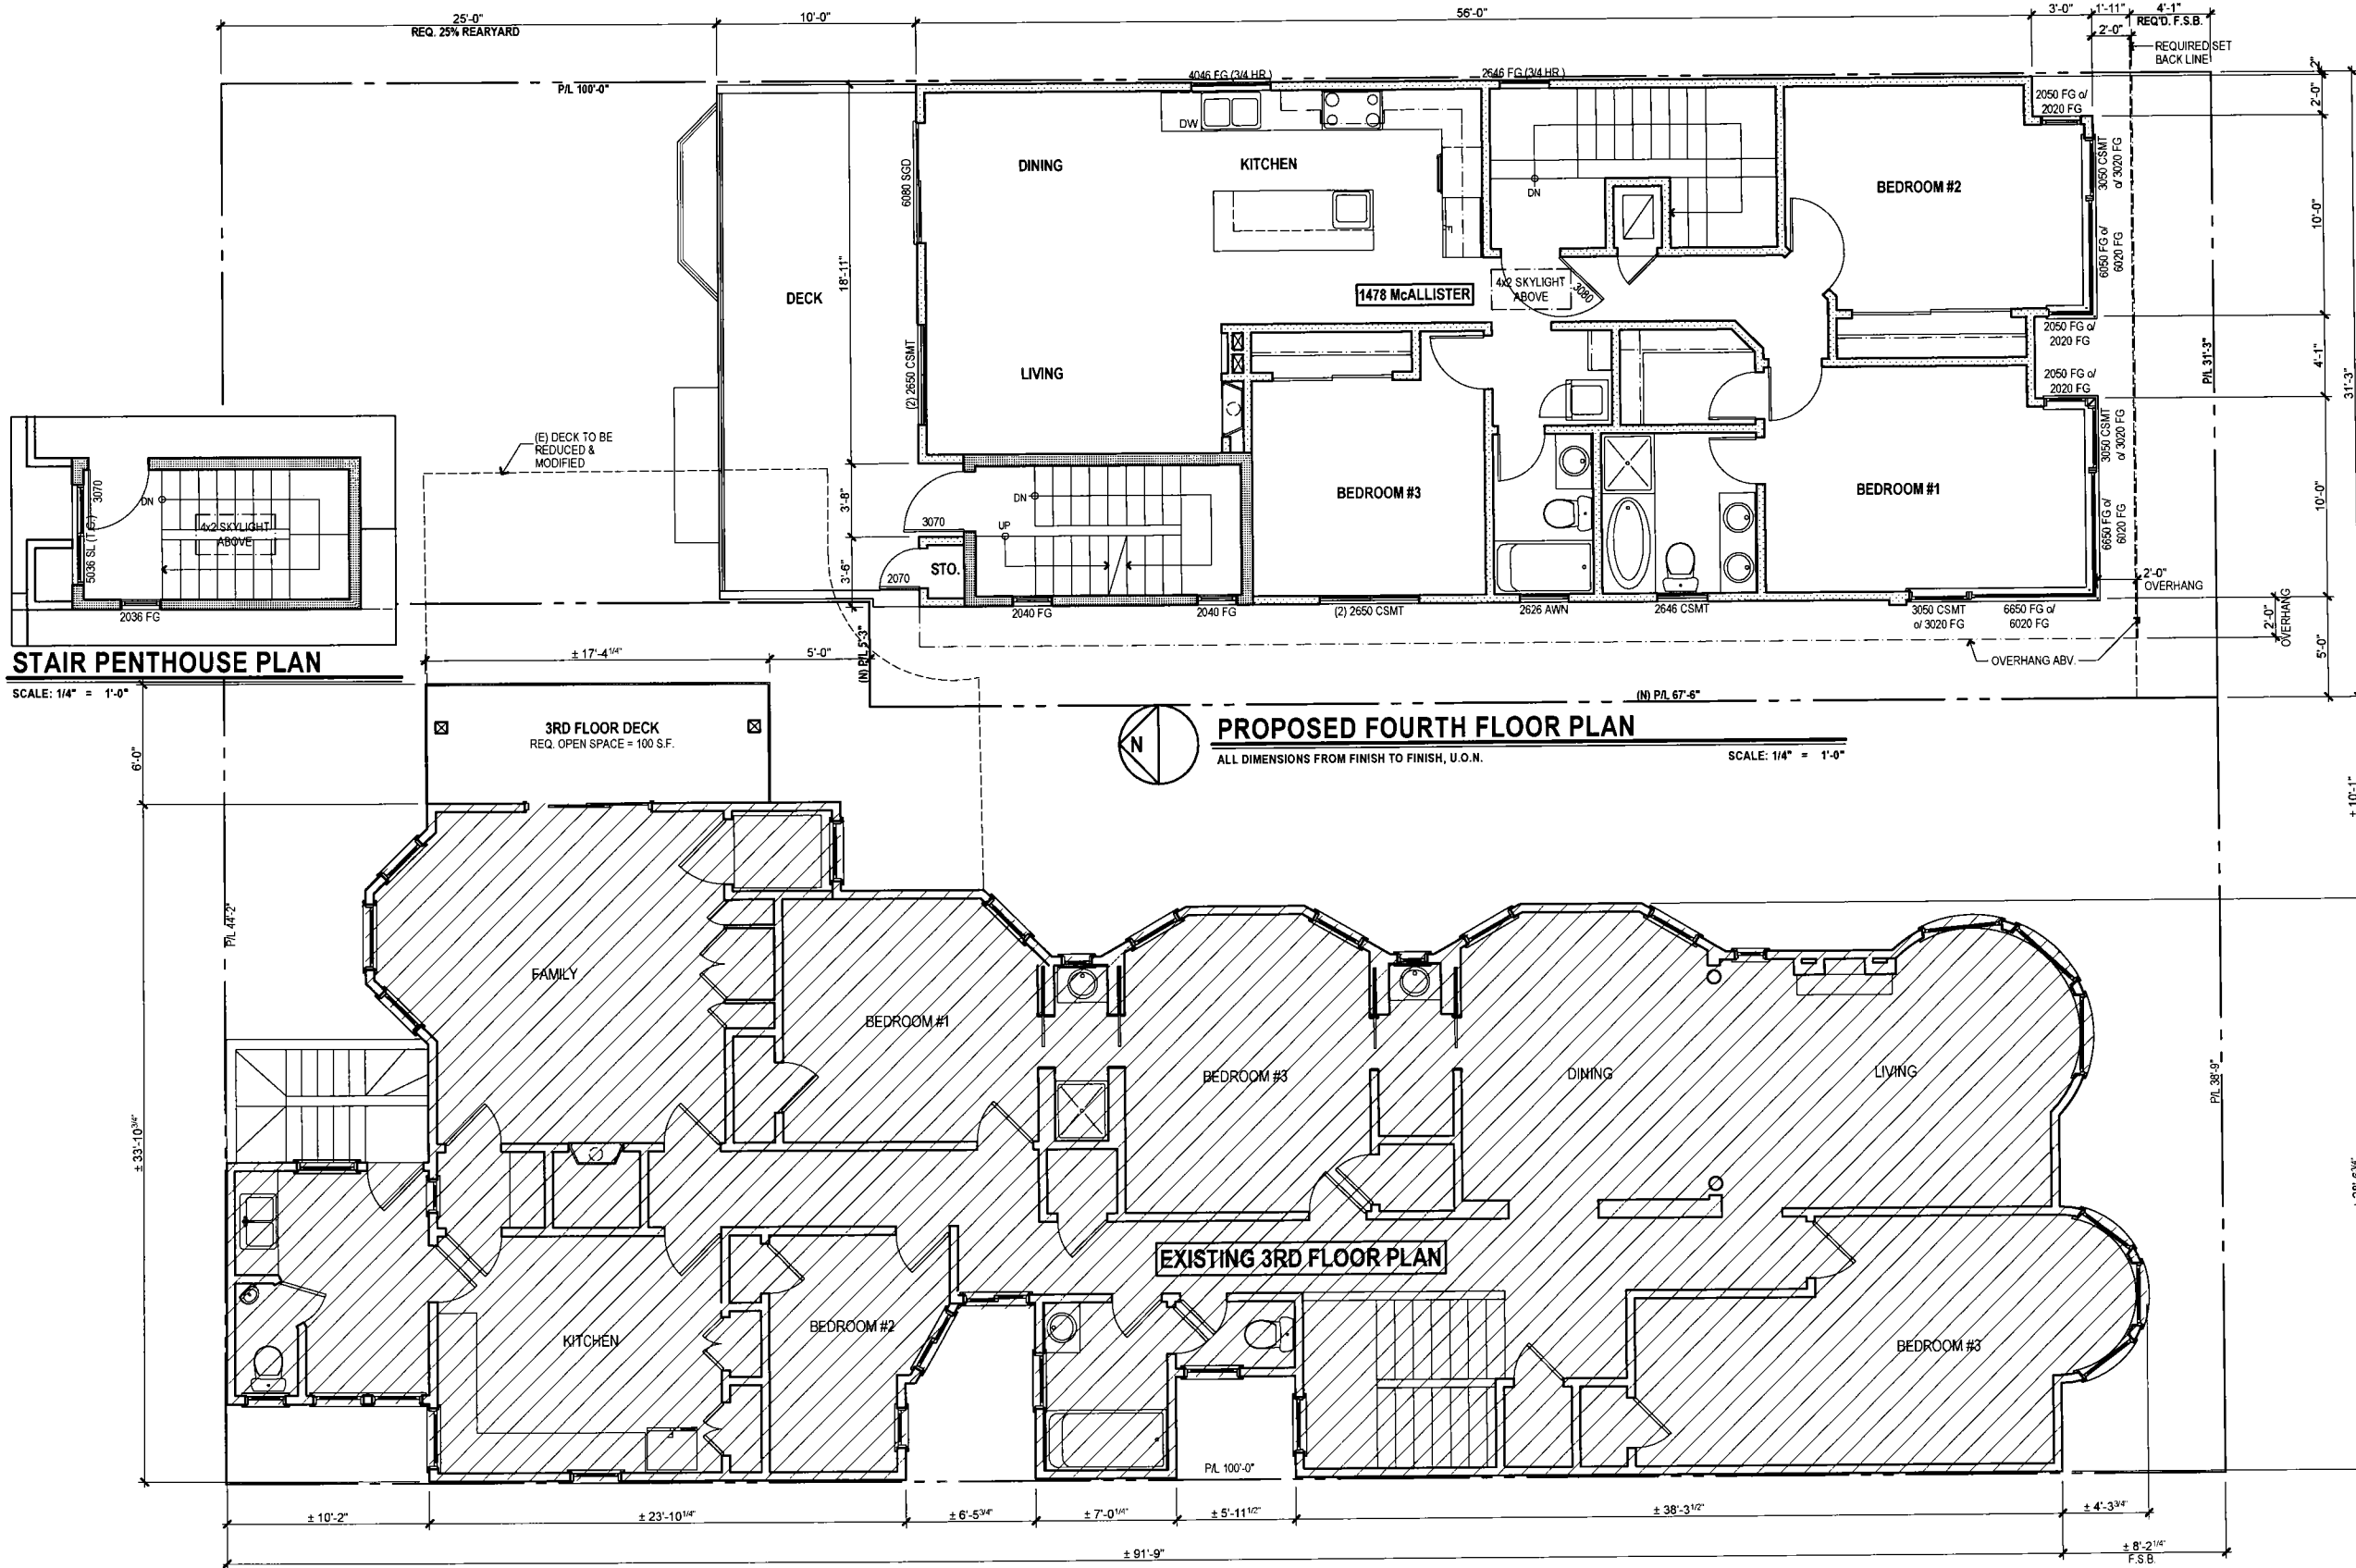 25'-0"
REQ. 25% REARYARD
10'-0"
56'-0"
3'-0"
1'-11"
4'-1"
REQ'D. F.S.B.
2'-0"
REQUIRED SET
BACK LINE
P/L 100'-0"
4046 FG (3/4 HR.)
2646 FG (3/4 HR.)
2"
2'-0"
2050 FG o/
2020 FG
DW
DINING
KITCHEN
6080 SGD
DN
BEDROOM #2
3050 CSMT
o/ 3020 FG
10'-0"
6050 FG o/
6020 FG
F
DECK
18'-11"
1478 McALLISTER
4x2 SKYLIGHT
ABOVE
3080
2050 FG o/
2020 FG
4'-1"
P/L 31'-3"
31'-3"
LIVING
(2) 2650 CSMT
2050 FG o/
2020 FG
(E) DECK TO BE
REDUCED &
MODIFIED
3050 CSMT
o/ 3020 FG
10'-0"
6650 FG o/
6020 FG
BEDROOM #3
BEDROOM #1
3'-8"
DN
UP
3070
3'-6"
2070
STO.
2040 FG
2040 FG
(2) 2650 CSMT
2626 AWN
2646 CSMT
3050 CSMT
o/ 3020 FG
6650 FG o/
6020 FG
2'-0"
OVERHANG
2'-0"
OVERHANG
5'-0"
OVERHANG ABV.
3070
DN
5036 SL (T.G.)
4x2 SKYLIGHT
ABOVE
2036 FG
STAIR PENTHOUSE PLAN
SCALE: 1/4" = 1'-0"
± 17'-4 1/4"
5'-0"
(N) P/L 5'-3"
(N) P/L 67'-6"
N
PROPOSED FOURTH FLOOR PLAN
ALL DIMENSIONS FROM FINISH TO FINISH, U.O.N.
SCALE: 1/4" = 1'-0"
6'-0"
3RD FLOOR DECK
REQ. OPEN SPACE = 100 S.F.
± 10'-1"
P/L 44'-2"
FAMILY
BEDROOM #1
BEDROOM #3
DINING
LIVING
P/L 38'-9"
± 33'-10 3/4"
EXISTING 3RD FLOOR PLAN
KITCHEN
BEDROOM #2
BEDROOM #3
P/L 100'-0"
± 10'-2"
± 23'-10 1/4"
± 6'-5 3/4"
± 7'-0 1/4"
± 5'-11 1/2"
± 38'-3 1/2"
± 4'-3 3/4"
± 91'-9"
± 8'-2 1/4"
F.S.B.